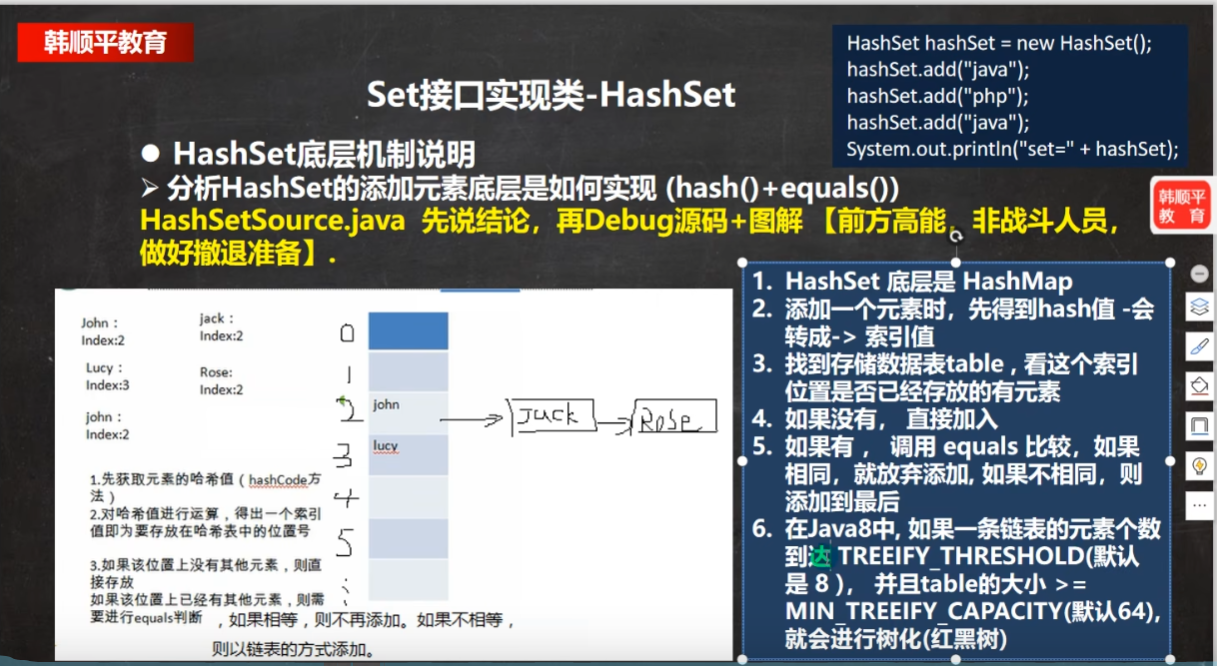 韩顺平教育
HashSet hashSet = new HashSet();
hashSet.add("java");
hashSet.add("php");
hashSet.add("java");
System.out.println("set=" + hashSet);
Set接口实现类-HashSet
● HashSet底层机制说明
➢ 分析HashSet的添加元素底层是如何实现 (hash()+equals())
HashSetSource.java 先说结论，再Debug源码+图解 【前方高能，非战斗人员，
做好撤退准备】.
韩顺平
教 育
John：
Index:2
jack：
Index:2
Lucy：
Index:3
Rose:
Index:2
john：
Index:2
1.先获取元素的哈希值（hashCode方
法）
2.对哈希值进行运算，得出一个索引
值即为要存放在哈希表中的位置号
3.如果该位置上没有其他元素，则直
接存放
如果该位置上已经有其他元素，则需
要进行equals判断 ，如果相等，则不再添加。如果不相等，
则以链表的方式添加。
0
1
2
3
4
5
john
lucy
Jack
Rose
1. HashSet 底层是 HashMap
2. 添加一个元素时，先得到hash值 -会
转成-> 索引值
3. 找到存储数据表table，看这个索引
位置是否已经存放的有元素
4. 如果没有， 直接加入
5. 如果有 ， 调用 equals 比较，如果
相同，就放弃添加, 如果不相同，则
添加到最后
6. 在Java8中, 如果一条链表的元素个数
到达 TREEIFY_THRESHOLD(默认
是 8 )， 并且table的大小 >=
MIN_TREEIFY_CAPACITY(默认64),
就会进行树化(红黑树)